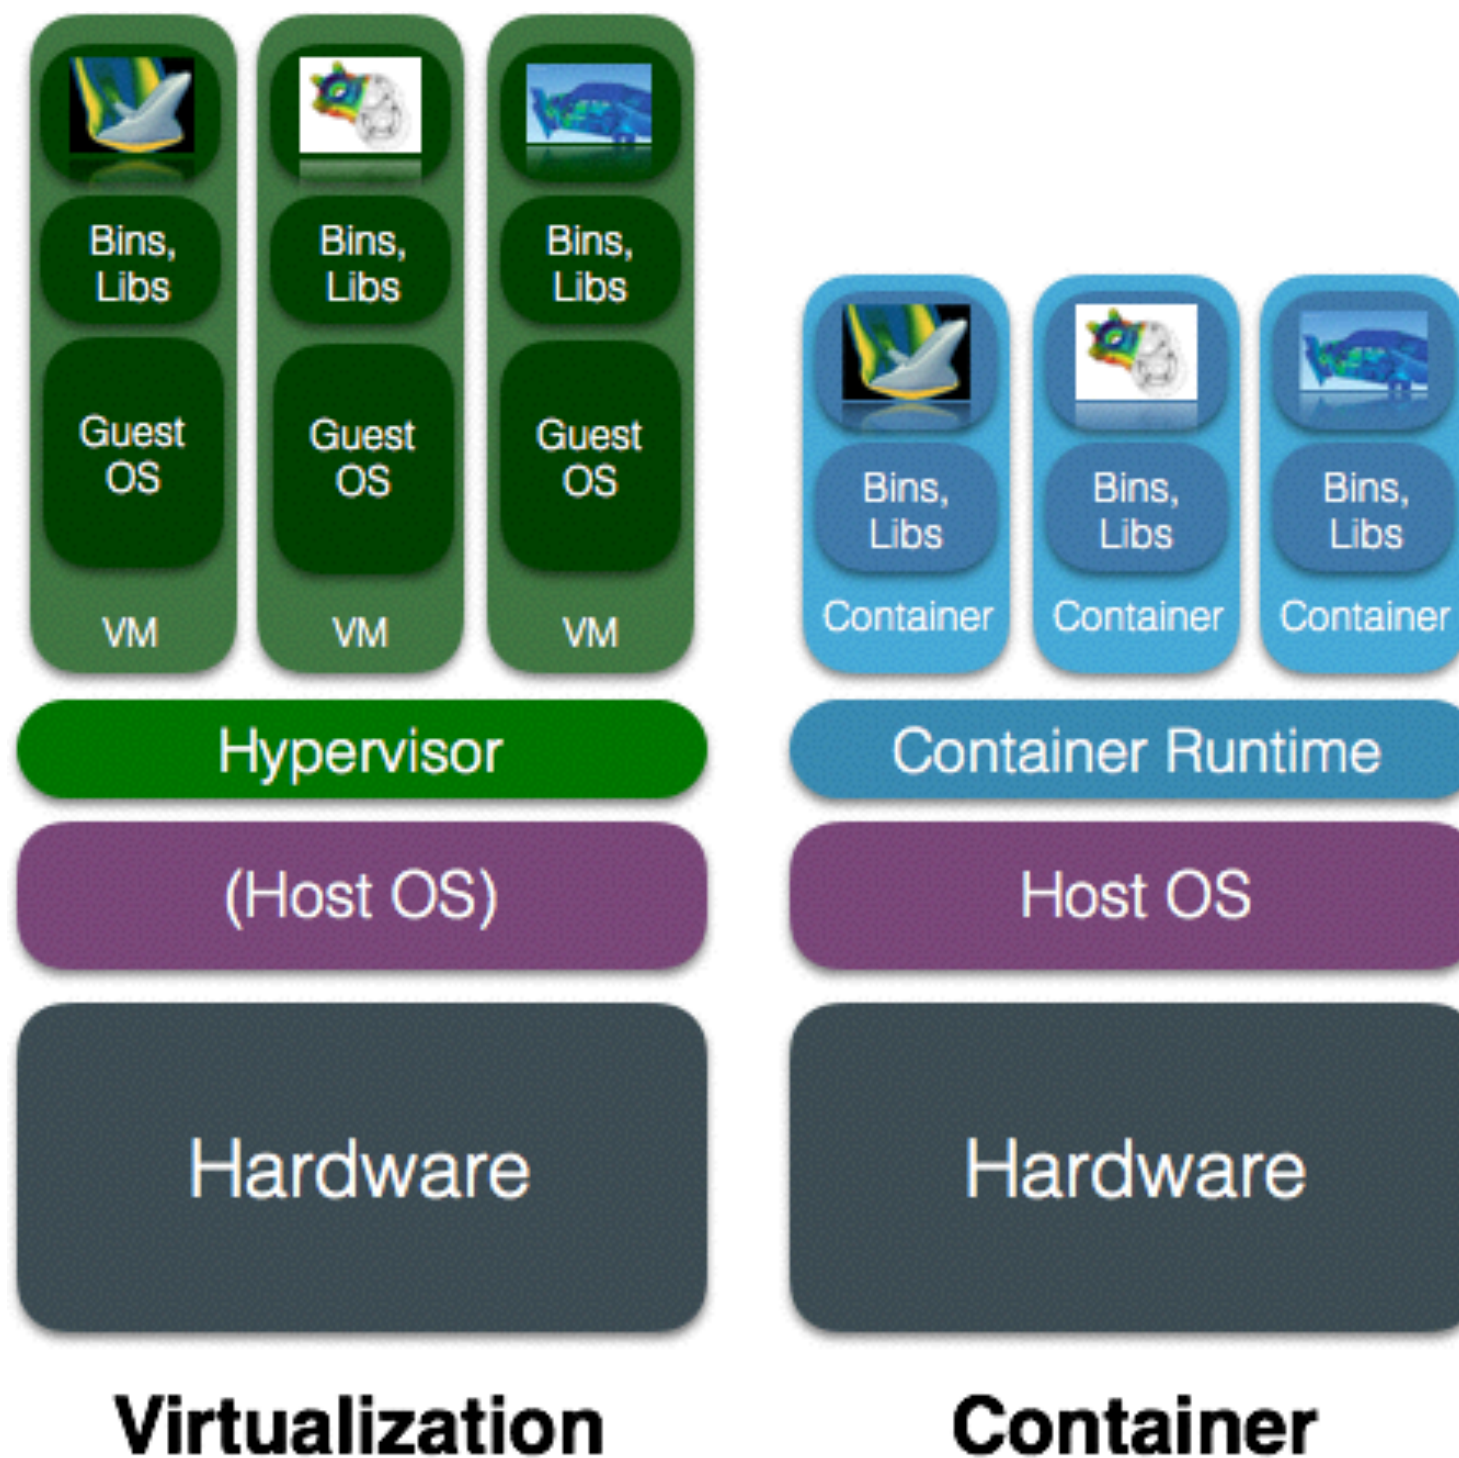 Bins,
Libs
Guest
OS
VM
Bins,
Libs
Guest
OS
VM
Bins,
Libs
Guest
OS
VM
Hypervisor
(Host OS)
Hardware
Virtualization
Bins,
Libs
Container
Bins,
Libs
Container
Bins,
Libs
Container
Container Runtime
Host OS
Hardware
Container